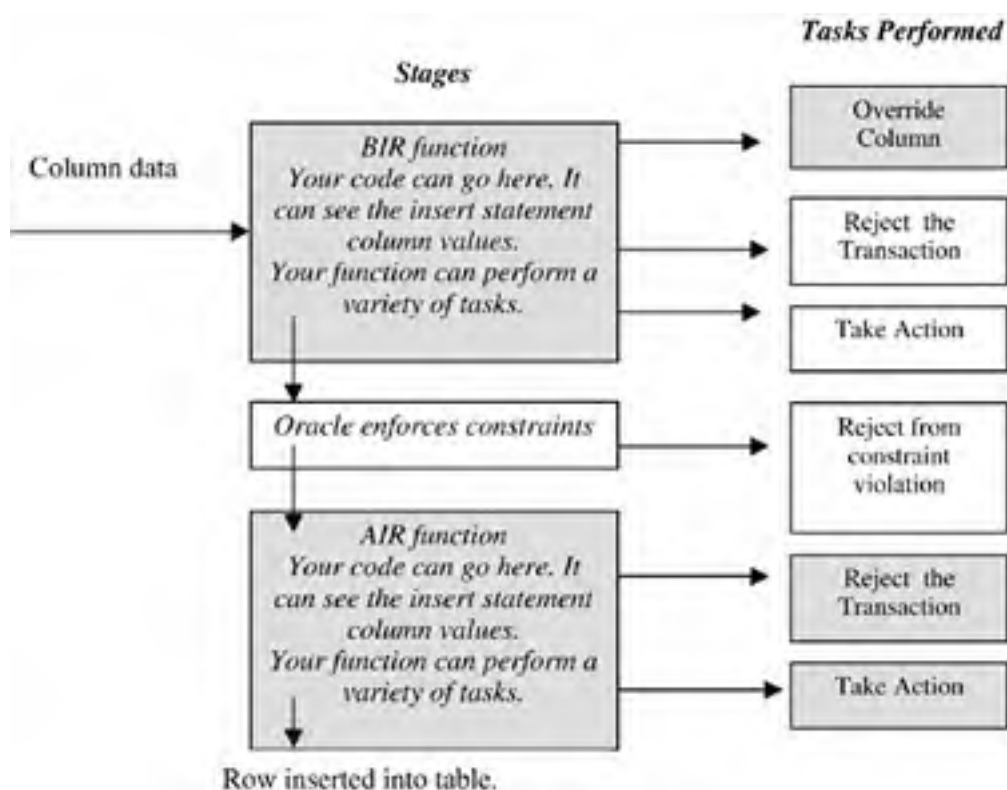 Tasks Performed
Stages
Column data
BIR function
Your code can go here. It
can see the insert statement
column values.
Your function can perform a
variety of tasks.
Override
Column
Reject the
Transaction
Take Action
Oracle enforces constraints
Reject from
constraint
violation
AIR function
Your code can go here. It
can see the insert statement
column values.
Your function can perform a
variety of tasks.
Reject the
Transaction
Take Action
Row inserted into table.